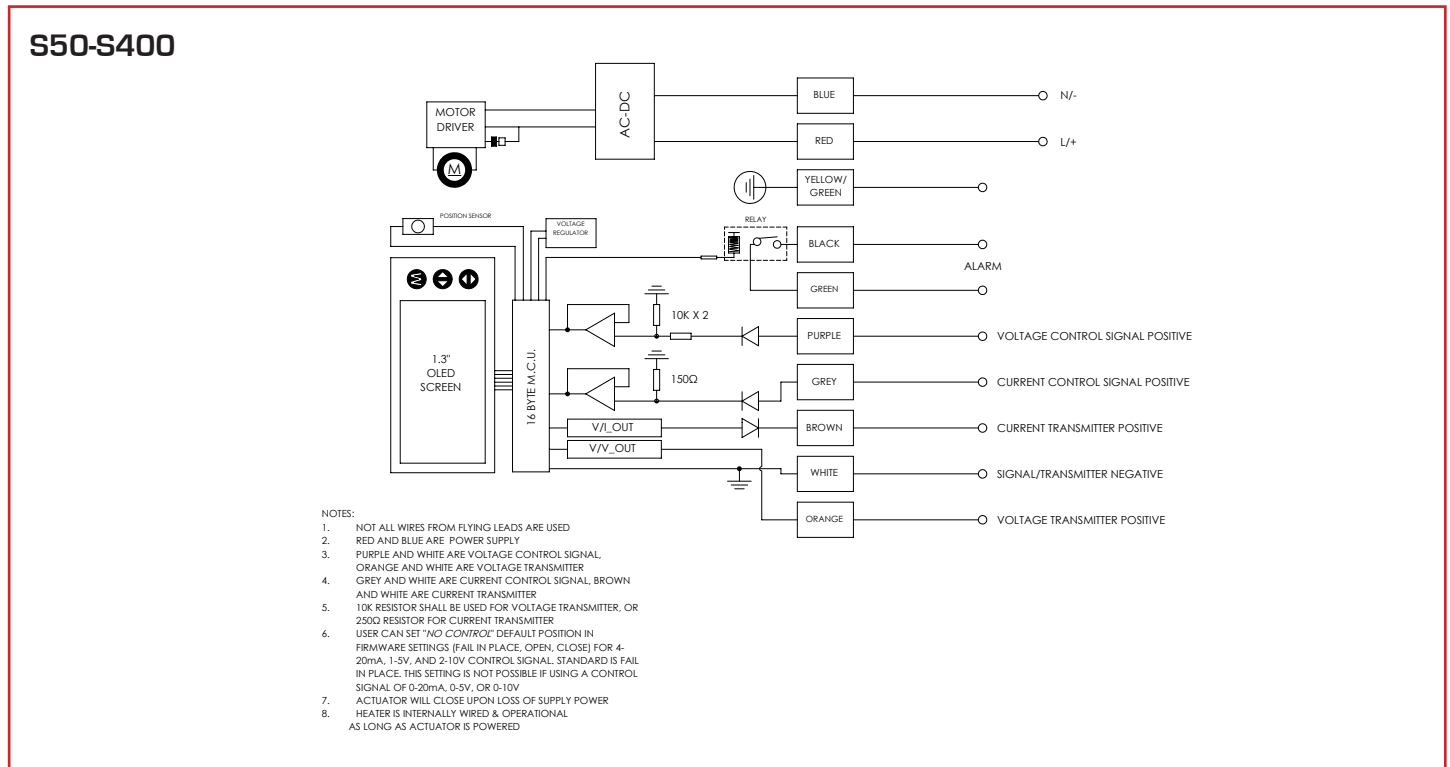 S50-S400
MOTOR
DRIVER
M
AC-DC
BLUE
N/-
RED
L/+
YELLOW/
GREEN
POSITION SENSOR
VOLTAGE
REGULATOR
RELAY
BLACK
ALARM
GREEN
M
10K X 2
PURPLE
VOLTAGE CONTROL SIGNAL POSITIVE
1.3"
OLED
SCREEN
16 BYTE M.C.U.
150Ω
GREY
CURRENT CONTROL SIGNAL POSITIVE
V/I_OUT
BROWN
CURRENT TRANSMITTER POSITIVE
V/V_OUT
WHITE
SIGNAL/TRANSMITTER NEGATIVE
ORANGE
VOLTAGE TRANSMITTER POSITIVE
NOTES:
1. NOT ALL WIRES FROM FLYING LEADS ARE USED
2. RED AND BLUE ARE POWER SUPPLY
3. PURPLE AND WHITE ARE VOLTAGE CONTROL SIGNAL,
ORANGE AND WHITE ARE VOLTAGE TRANSMITTER
4. GREY AND WHITE ARE CURRENT CONTROL SIGNAL, BROWN
AND WHITE ARE CURRENT TRANSMITTER
5. 10K RESISTOR SHALL BE USED FOR VOLTAGE TRANSMITTER, OR
250Ω RESISTOR FOR CURRENT TRANSMITTER
6. USER CAN SET "NO CONTROL" DEFAULT POSITION IN
FIRMWARE SETTINGS (FAIL IN PLACE, OPEN, CLOSE) FOR 4-
20mA, 1-5V, AND 2-10V CONTROL SIGNAL. STANDARD IS FAIL
IN PLACE. THIS SETTING IS NOT POSSIBLE IF USING A CONTROL
SIGNAL OF 0-20mA, 0-5V, OR 0-10V
7. ACTUATOR WILL CLOSE UPON LOSS OF SUPPLY POWER
8. HEATER IS INTERNALLY WIRED & OPERATIONAL
AS LONG AS ACTUATOR IS POWERED